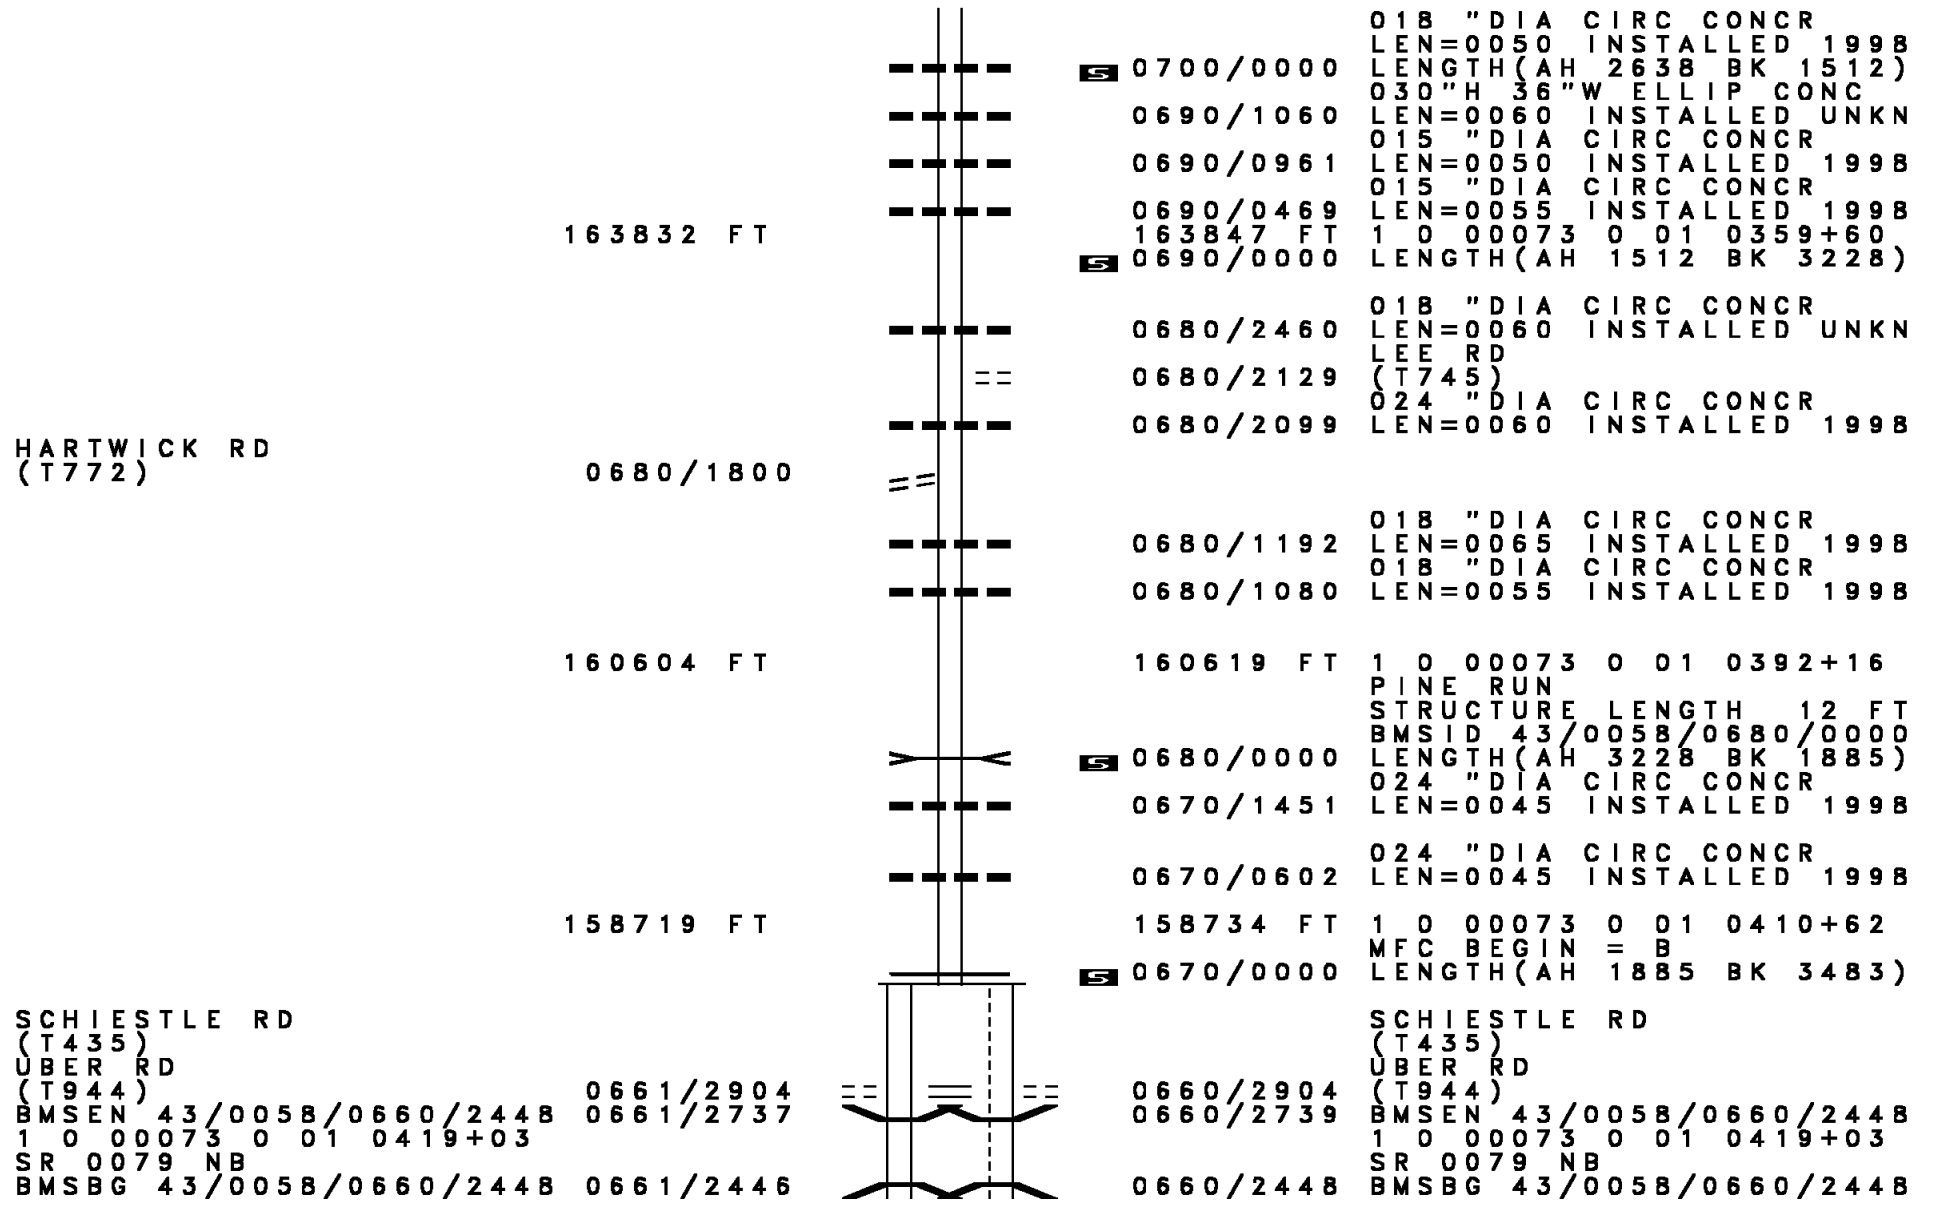 018 "DIA CIRC CONCR
LEN=0050 INSTALLED 1998
S 0700/0000 LENGTH(AH 2638 BK 1512)
030"H 36"W ELLIP CONC
0690/1060 LEN=0060 INSTALLED UNKN
015 "DIA CIRC CONCR
0690/0961 LEN=0050 INSTALLED 1998
015 "DIA CIRC CONCR
0690/0469 LEN=0055 INSTALLED 1998
163832 FT 163847 FT 1 0 00073 0 01 0359+60
S 0690/0000 LENGTH(AH 1512 BK 3228)
018 "DIA CIRC CONCR
0680/2460 LEN=0060 INSTALLED UNKN
LEE RD
0680/2129 (T745)
024 "DIA CIRC CONCR
0680/2099 LEN=0060 INSTALLED 1998
HARTWICK RD
(T772) 0680/1800
018 "DIA CIRC CONCR
0680/1192 LEN=0065 INSTALLED 1998
018 "DIA CIRC CONCR
0680/1080 LEN=0055 INSTALLED 1998
160604 FT 160619 FT 1 0 00073 0 01 0392+16
PINE RUN
STRUCTURE LENGTH 12 FT
BMSID 43/0058/0680/0000
S 0680/0000 LENGTH(AH 3228 BK 1885)
024 "DIA CIRC CONCR
0670/1451 LEN=0045 INSTALLED 1998
024 "DIA CIRC CONCR
0670/0602 LEN=0045 INSTALLED 1998
158719 FT 158734 FT 1 0 00073 0 01 0410+62
MFC BEGIN = B
S 0670/0000 LENGTH(AH 1885 BK 3483)
SCHIESTLE RD SCHIESTLE RD
(T435) (T435)
UBER RD UBER RD
(T944) 0661/2904 0660/2904 (T944)
BMSEN 43/0058/0660/2448 0661/2737 0660/2739 BMSEN 43/0058/0660/2448
1 0 00073 0 01 0419+03 1 0 00073 0 01 0419+03
SR 0079 NB SR 0079 NB
BMSBG 43/0058/0660/2448 0661/2446 0660/2448 BMSBG 43/0058/0660/2448